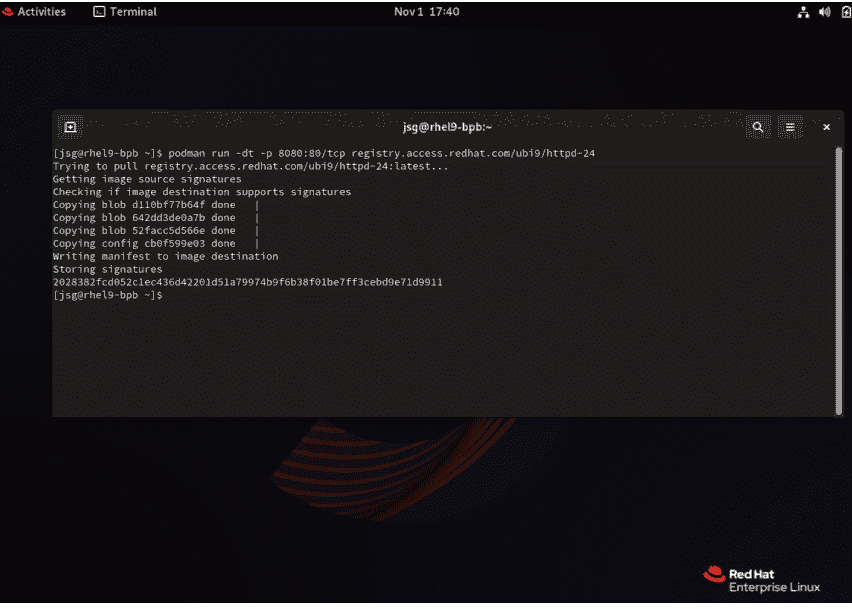 Activities
Terminal
Nov 1 17:40
jsg@rhel9-bpb:~
[jsg@rhel9-bpb ~]$ podman run -dt -p 8080:80/tcp registry.access.redhat.com/ubi9/httpd-24
Trying to pull registry.access.redhat.com/ubi9/httpd-24:latest...
Getting image source signatures
Checking if image destination supports signatures
Copying blob d110bf77b64f done   |
Copying blob 642dd3de0a7b done   |
Copying blob 52facc5d566e done   |
Copying config cb0f599e03 done   |
Writing manifest to image destination
Storing signatures
2028382fcd052c1ec436d42201d51a79974b9f6b38f01be7ff3cebd9e71d9911
[jsg@rhel9-bpb ~]$
Red Hat
Enterprise Linux